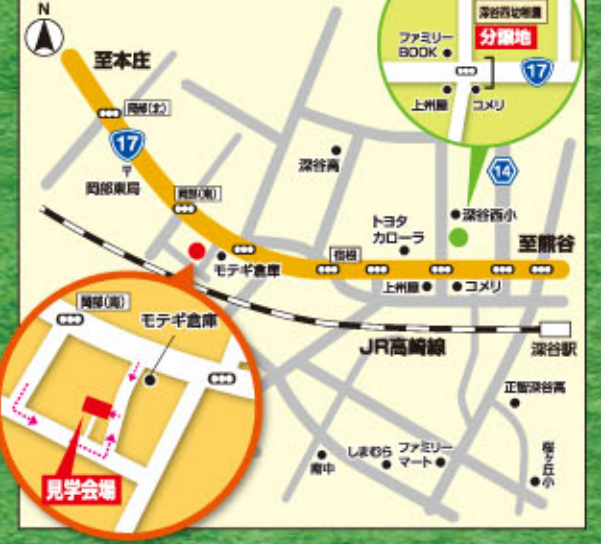 N
至本庄
岡部(北)
17
〒
岡部東局
岡部(南)
深谷高
ファミリー
BOOK
深谷西幼稚園
分譲地
17
上州屋
コメリ
14
深谷西小
トヨタ
カローラ
至熊谷
宿根
モテギ倉庫
上州屋
コメリ
JR高崎線
深谷駅
岡部(南)
モテギ倉庫
見学会場
正智深谷高
しまむら
ファミリー
マート
南中
桜ヶ丘小